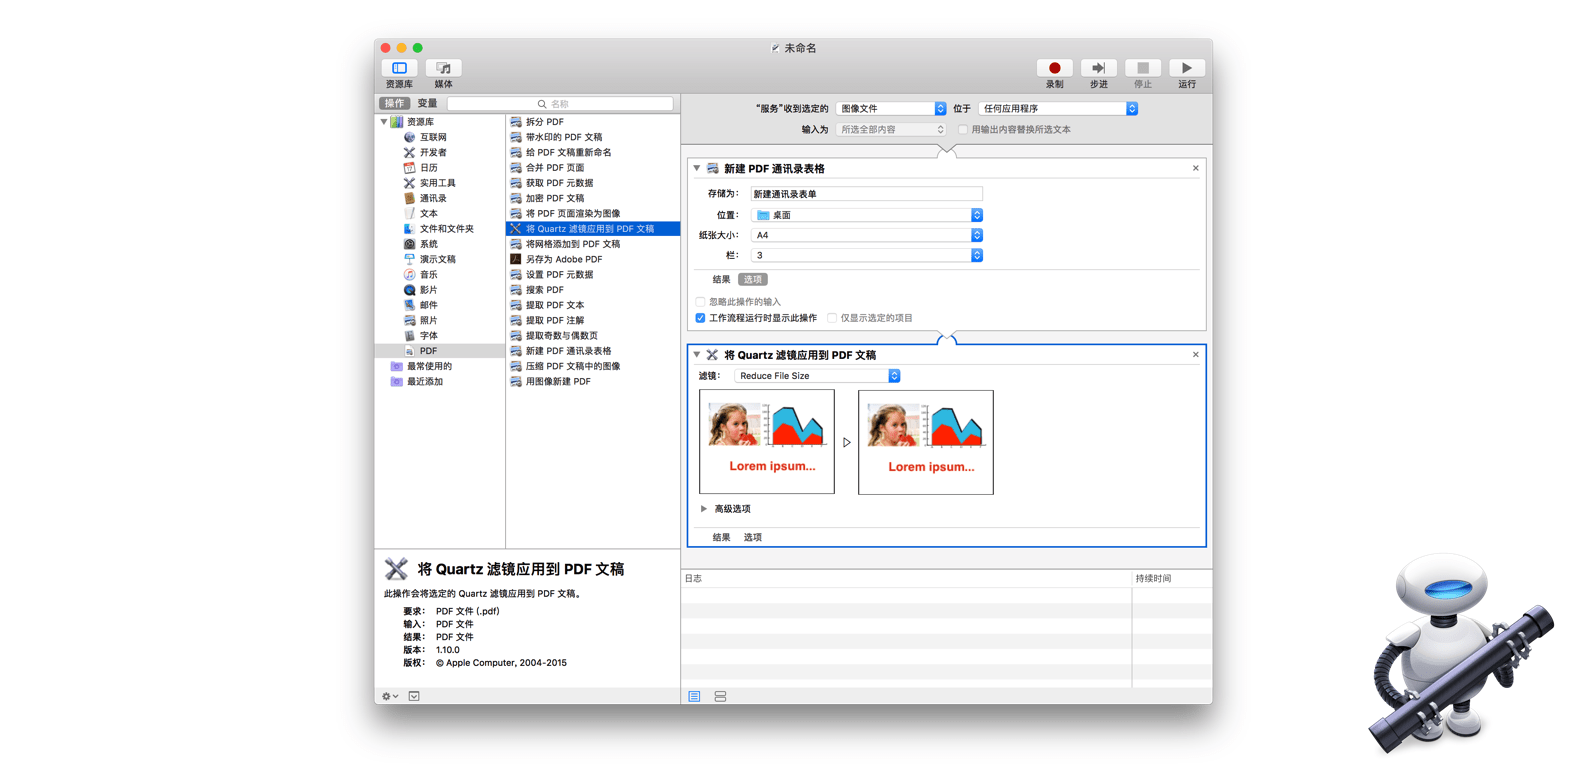 未命名
资源库
媒体
录制
步进
停止
运行
操作
变量
名称
资源库
互联网
开发者
日历
实用工具
通讯录
文本
文件和文件夹
系统
演示文稿
音乐
影片
邮件
照片
字体
PDF
最常使用的
最近添加
拆分 PDF
带水印的 PDF 文稿
给 PDF 文稿重新命名
合并 PDF 页面
获取 PDF 元数据
加密 PDF 文稿
将 PDF 页面渲染为图像
将 Quartz 滤镜应用到 PDF 文稿
将网格添加到 PDF 文稿
另存为 Adobe PDF
设置 PDF 元数据
搜索 PDF
提取 PDF 文本
提取 PDF 注解
提取奇数与偶数页
新建 PDF 通讯录表格
压缩 PDF 文稿中的图像
用图像新建 PDF
“服务”收到选定的 图像文件 位于 任何应用程序
输入为 所选全部内容 用输出内容替换所选文本
新建 PDF 通讯录表格
存储为： 新建通讯录表单
位置： 桌面
纸张大小： A4
栏： 3
结果 选项
忽略此操作的输入
工作流程运行时显示此操作 仅显示选定的项目
将 Quartz 滤镜应用到 PDF 文稿
滤镜： Reduce File Size
Lorem ipsum...
Lorem ipsum...
高级选项
结果 选项
将 Quartz 滤镜应用到 PDF 文稿
此操作会将选定的 Quartz 滤镜应用到 PDF 文稿。
要求： PDF 文件 (.pdf)
输入： PDF 文件
结果： PDF 文件
版本： 1.10.0
版权： © Apple Computer, 2004-2015
日志
持续时间